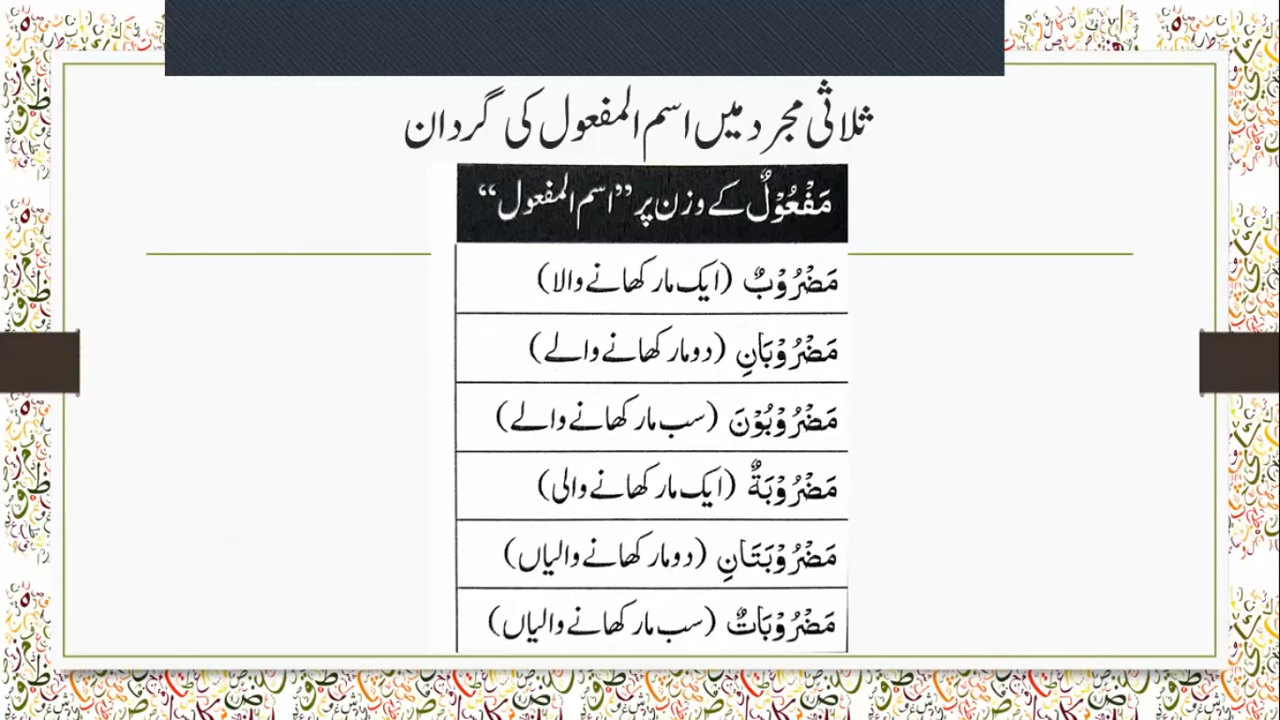 ثلاثی مجرد میں اسم المفعول کی گردان
مَفْعُوْلٌ کے وزن پر ”اسم المفعول“
مَضْرُوْبٌ (ایک مار کھانے والا)
مَضْرُوْبَانِ (دو مار کھانے والے)
مَضْرُوْبُوْنَ (سب مار کھانے والے)
مَضْرُوْبَةٌ (ایک مار کھانے والی)
مَضْرُوْبَتَانِ (دو مار کھانے والیاں)
مَضْرُوْبَاتٌ (سب مار کھانے والیاں)